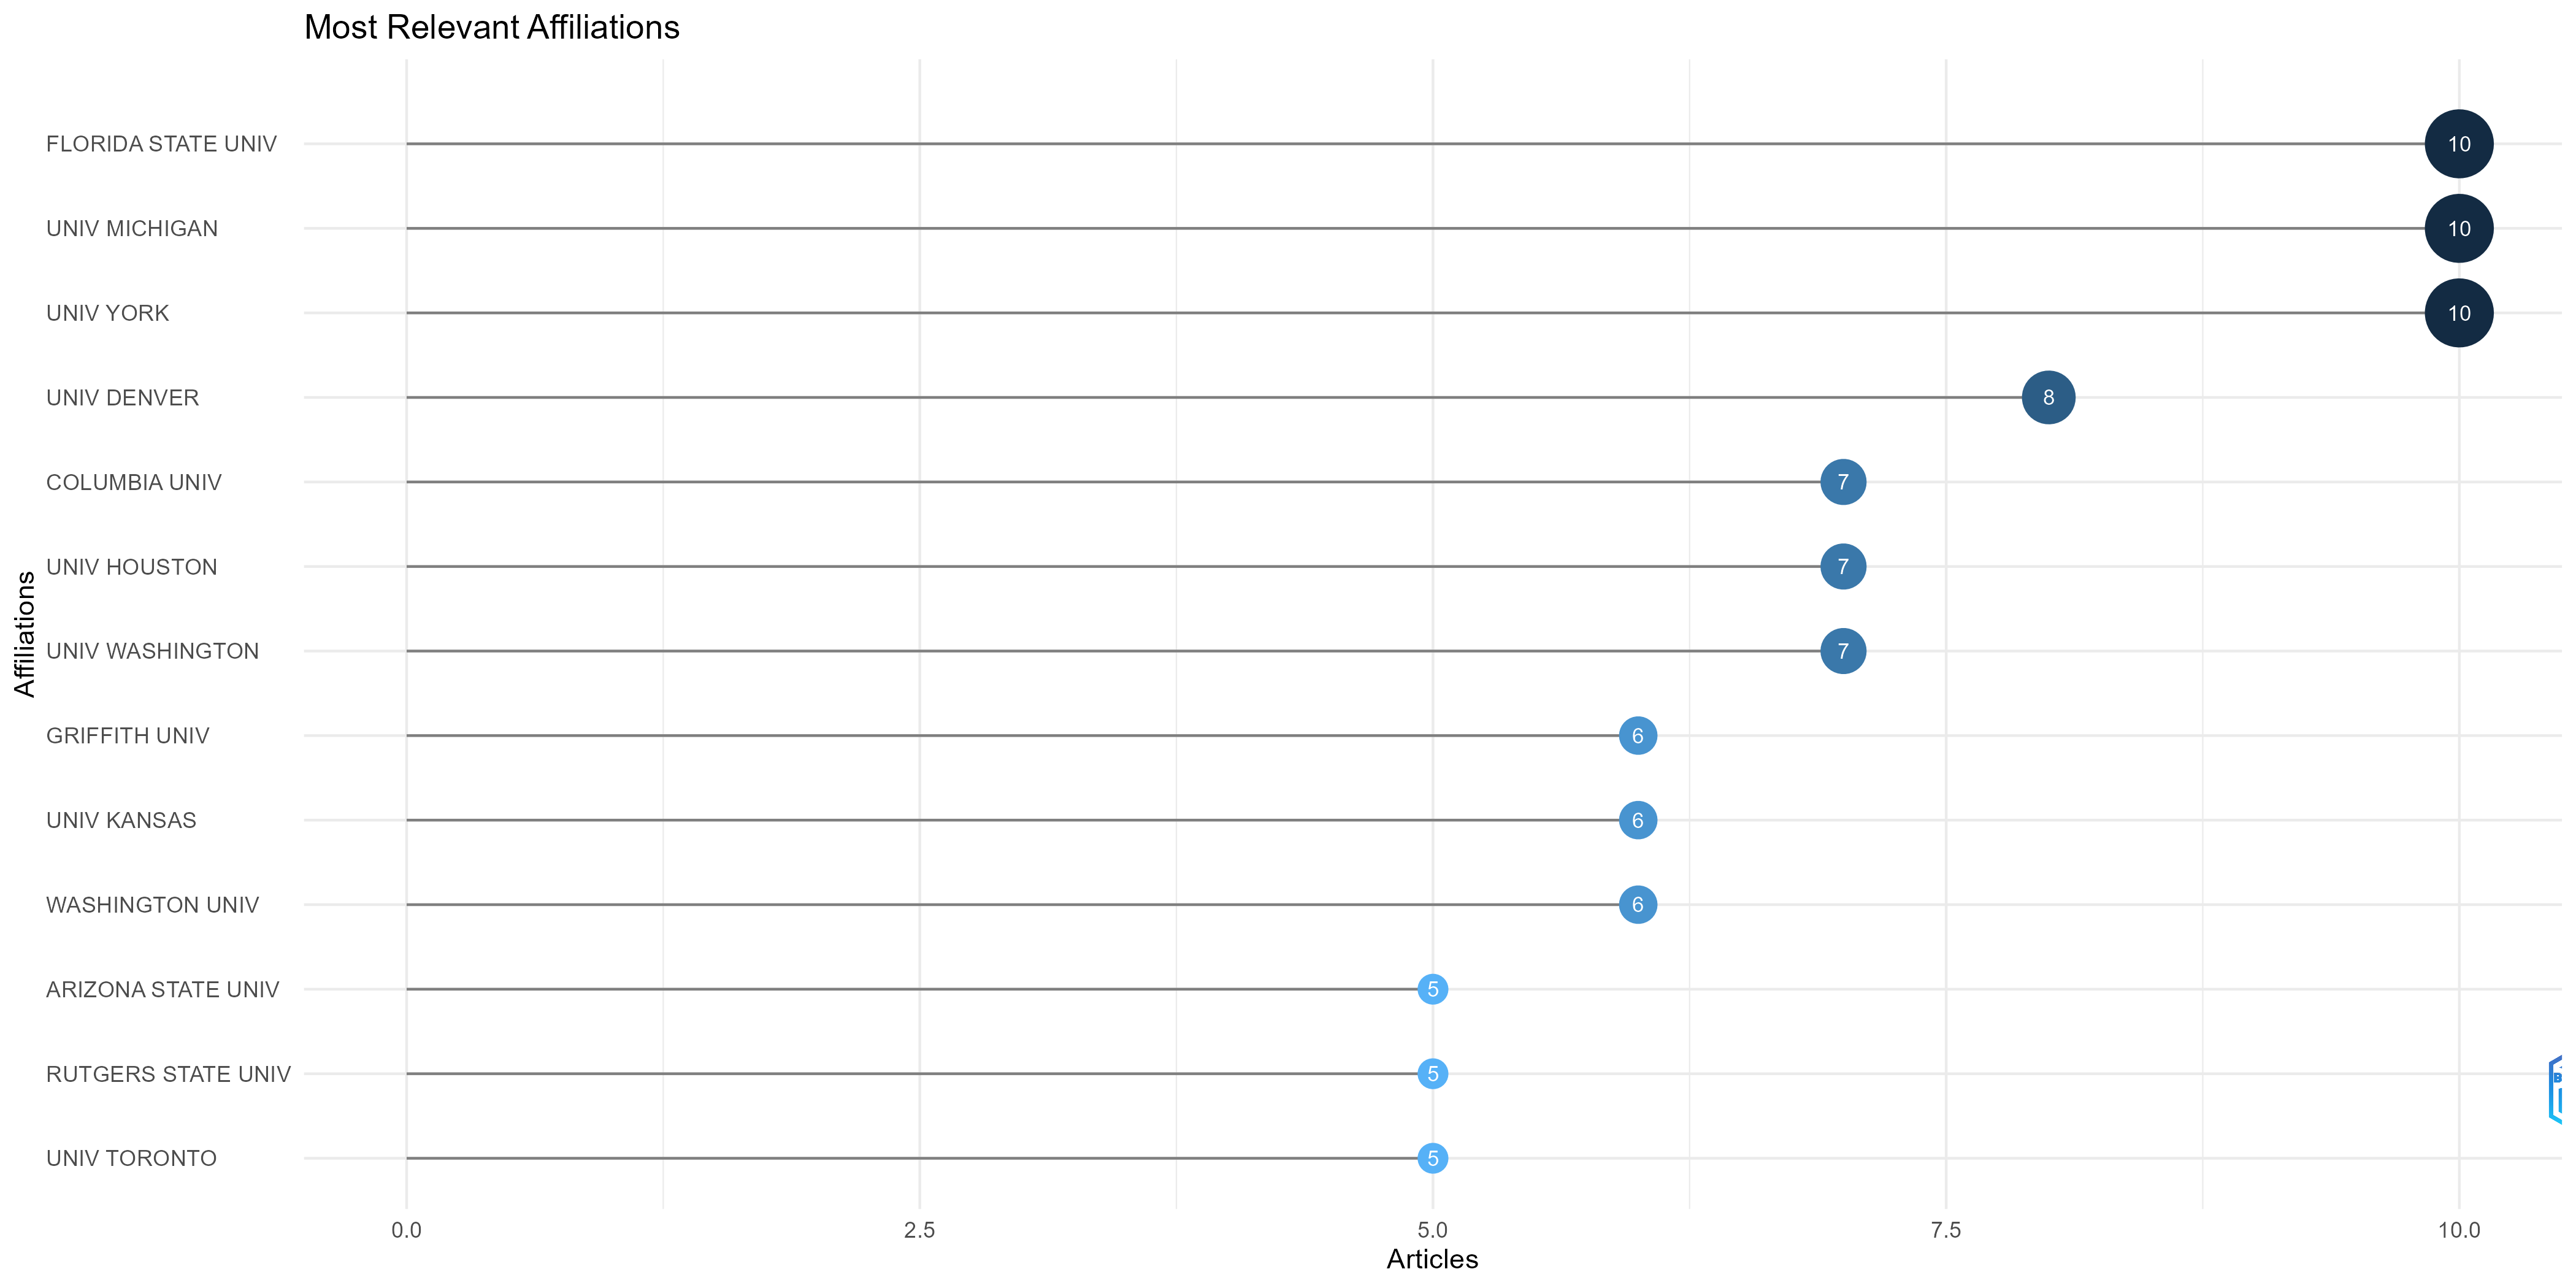 Most Relevant Affiliations
FLORIDA STATE UNIV 10
UNIV MICHIGAN 10
UNIV YORK 10
UNIV DENVER 8
COLUMBIA UNIV 7
UNIV HOUSTON 7
UNIV WASHINGTON 7
GRIFFITH UNIV 6
UNIV KANSAS 6
WASHINGTON UNIV 6
ARIZONA STATE UNIV 5
RUTGERS STATE UNIV 5
UNIV TORONTO 5
Affiliations
0.0 2.5 5.0 7.5 10.0
Articles